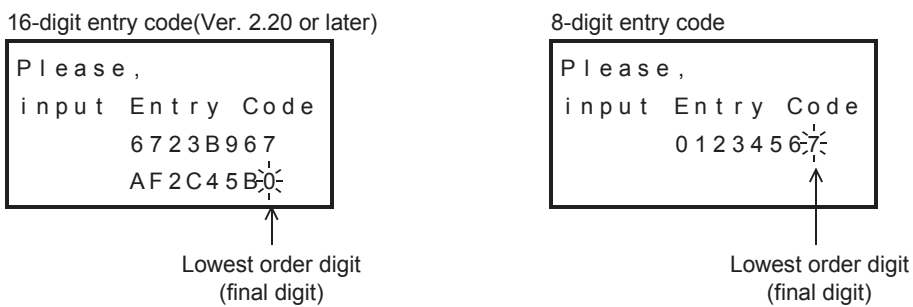 16-digit entry code(Ver. 2.20 or later)
Please,
input Entry Code
6723B967
AF2C45B0
Lowest order digit
(final digit)
8-digit entry code
Please,
input Entry Code
01234567
Lowest order digit
(final digit)